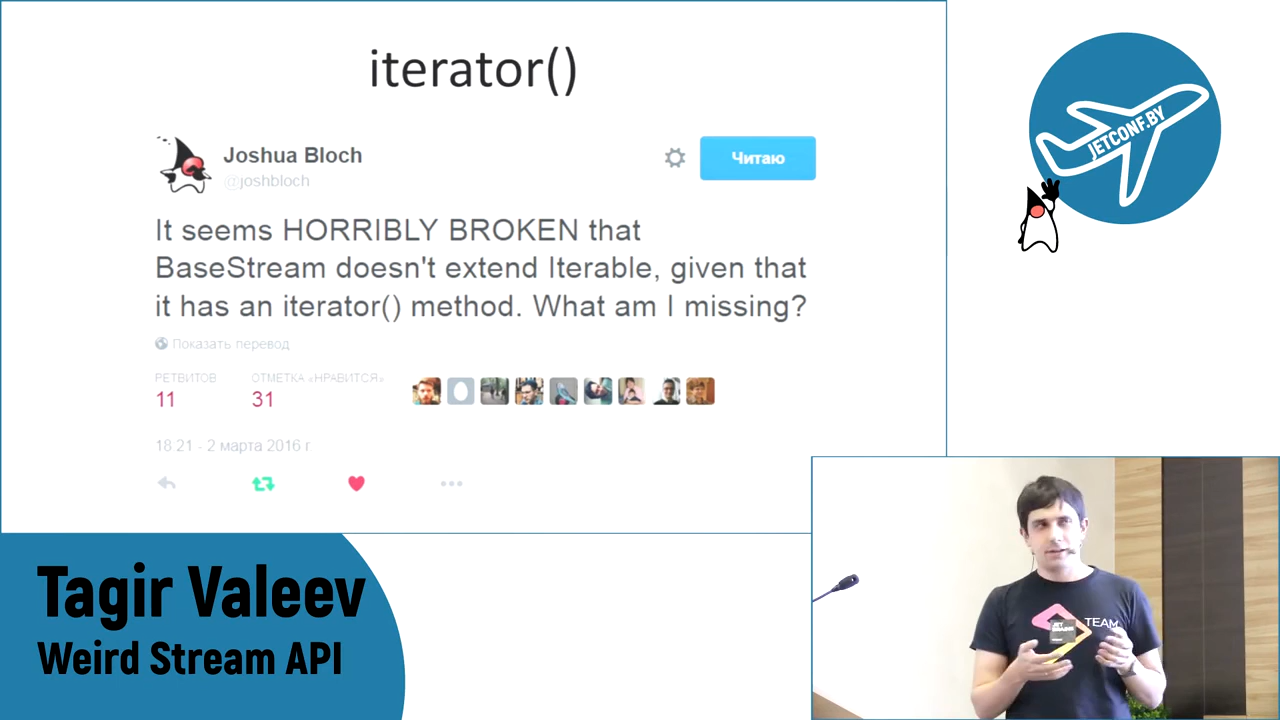 iterator()
Joshua Bloch
@joshbloch
Читаю
It seems HORRIBLY BROKEN that
BaseStream doesn't extend Iterable, given that
it has an iterator() method. What am I missing?
Показать перевод
РЕТВИТОВ
ОТМЕТКА «НРАВИТСЯ»
11
31
18:21 - 2 марта 2016 г.
JETCONF.BY
Tagir Valeev
Weird Stream API
TEAM
JET
BRAINS